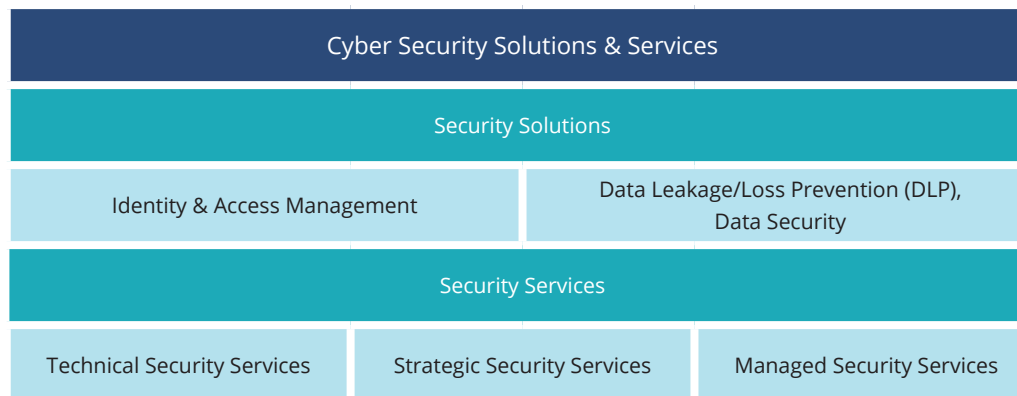 Cyber Security Solutions & Services
Security Solutions
Identity & Access Management
Data Leakage/Loss Prevention (DLP),
Data Security
Security Services
Technical Security Services
Strategic Security Services
Managed Security Services